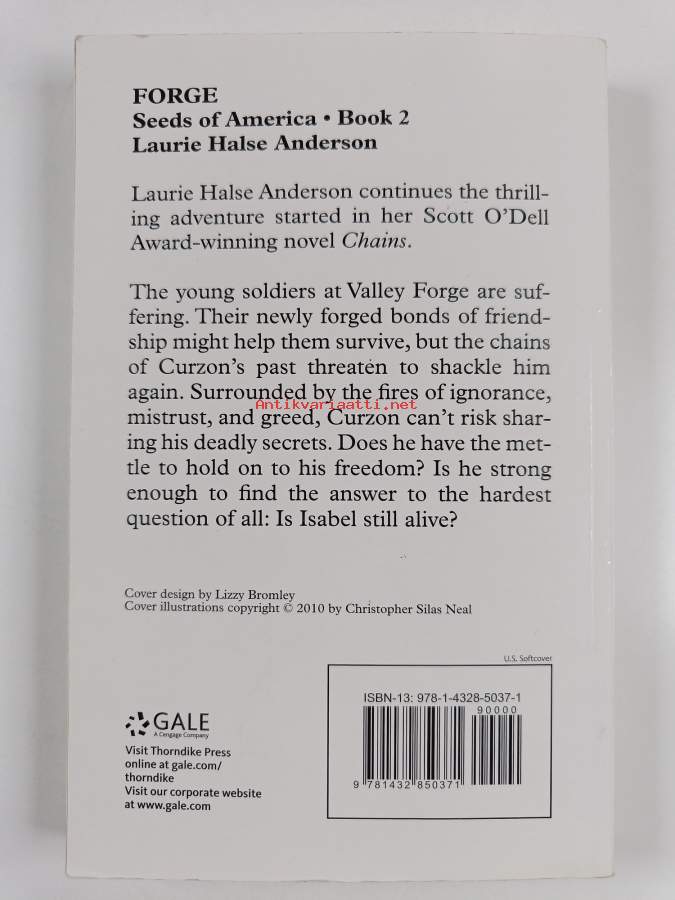 FORGE
Seeds of America • Book 2
Laurie Halse Anderson
Laurie Halse Anderson continues the thrill-
ing adventure started in her Scott O'Dell
Award-winning novel Chains.
The young soldiers at Valley Forge are suf-
fering. Their newly forged bonds of friend-
ship might help them survive, but the chains
of Curzon's past threaten to shackle him
again. Surrounded by the fires of ignorance,
Antikvariaatti.net
mistrust, and greed, Curzon can't risk shar-
ing his deadly secrets. Does he have the met-
tle to hold on to his freedom? Is he strong
enough to find the answer to the hardest
question of all: Is Isabel still alive?
Cover design by Lizzy Bromley
Cover illustrations copyright © 2010 by Christopher Silas Neal
U.S. Softcover
ISBN-13: 978-1-4328-5037-1
90000
9 781432 850371
GALE
A Cengage Company
Visit Thorndike Press
online at gale.com/
thorndike
Visit our corporate website
at www.gale.com